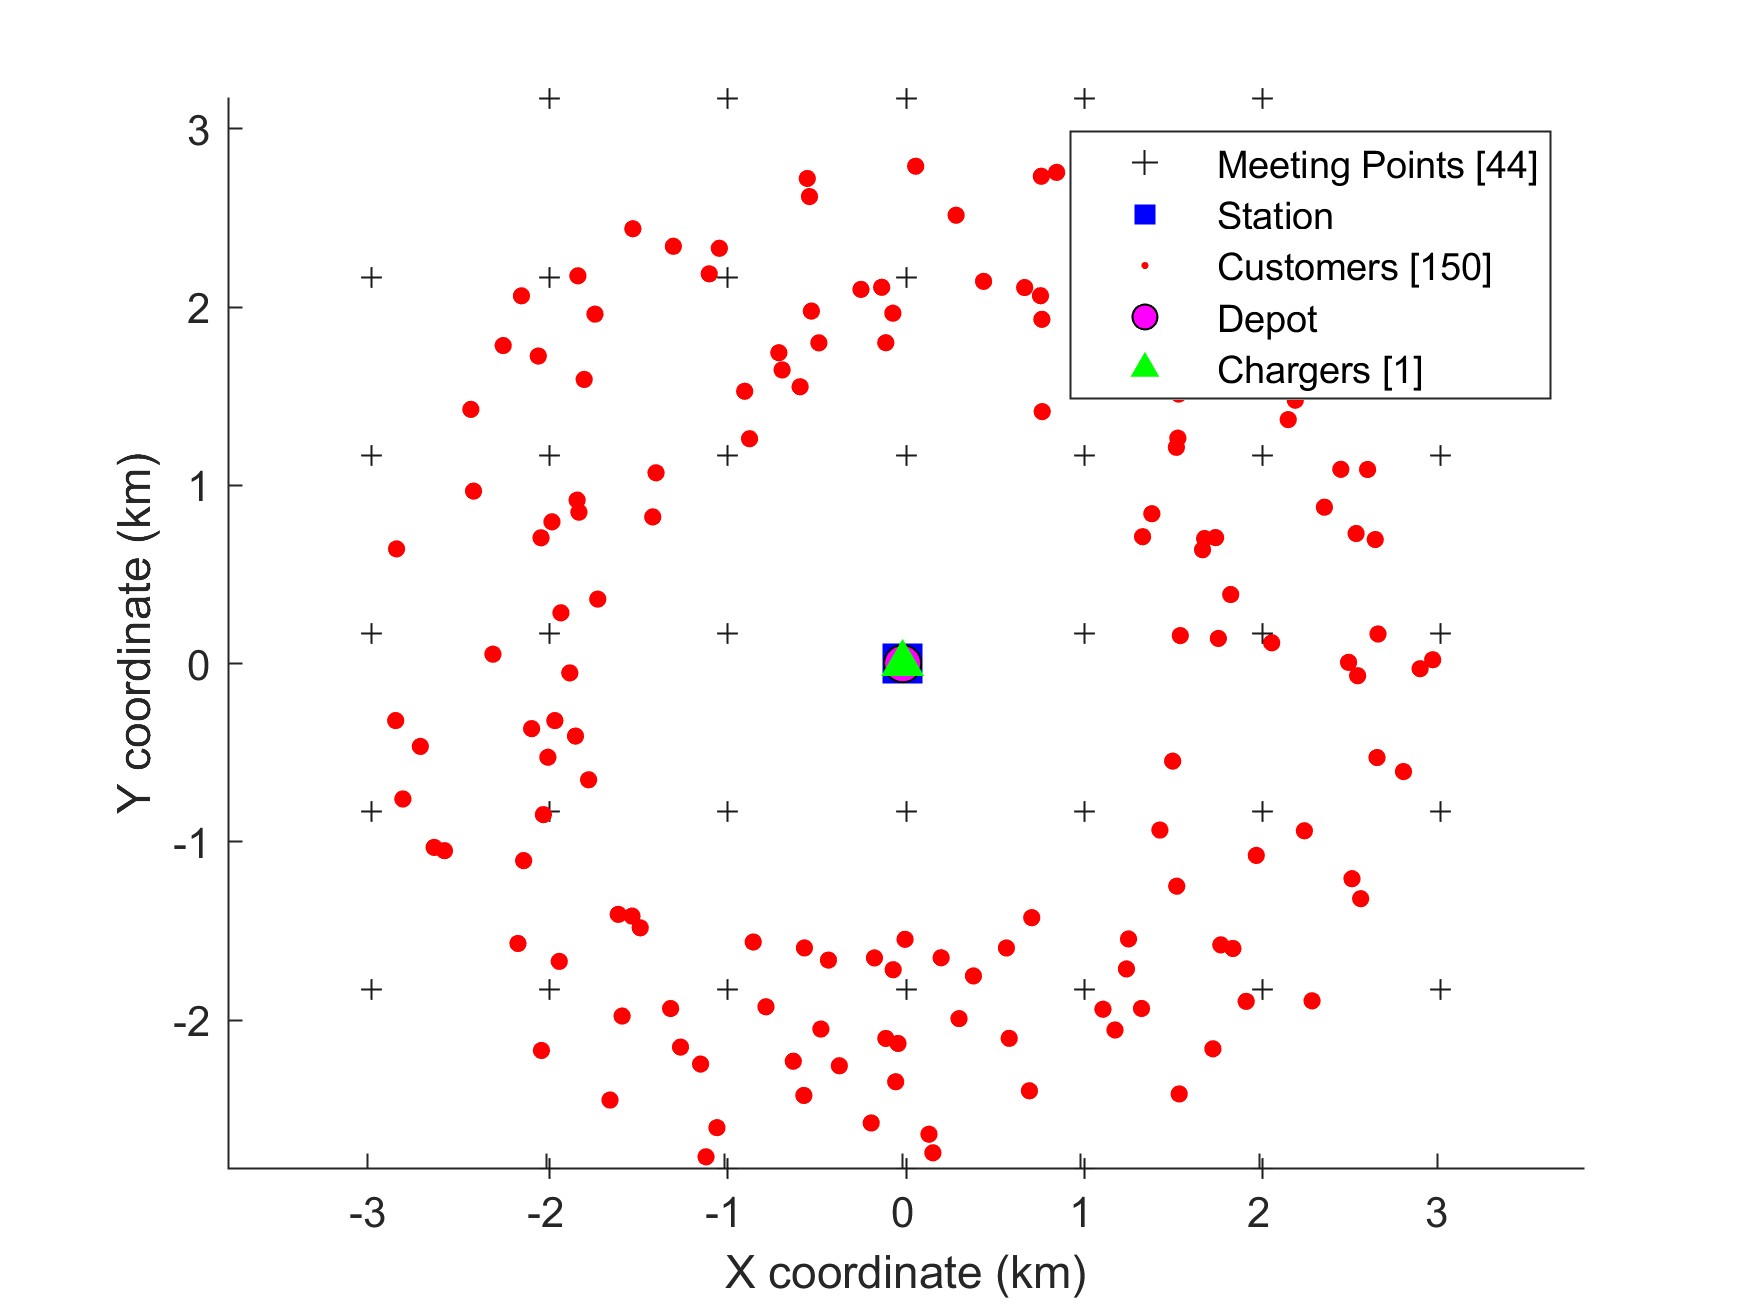 3
2
1
0
-1
-2
Y coordinate (km)
Meeting Points [44]
Station
Customers [150]
Depot
Chargers [1]
-3 -2 -1 0 1 2 3
X coordinate (km)